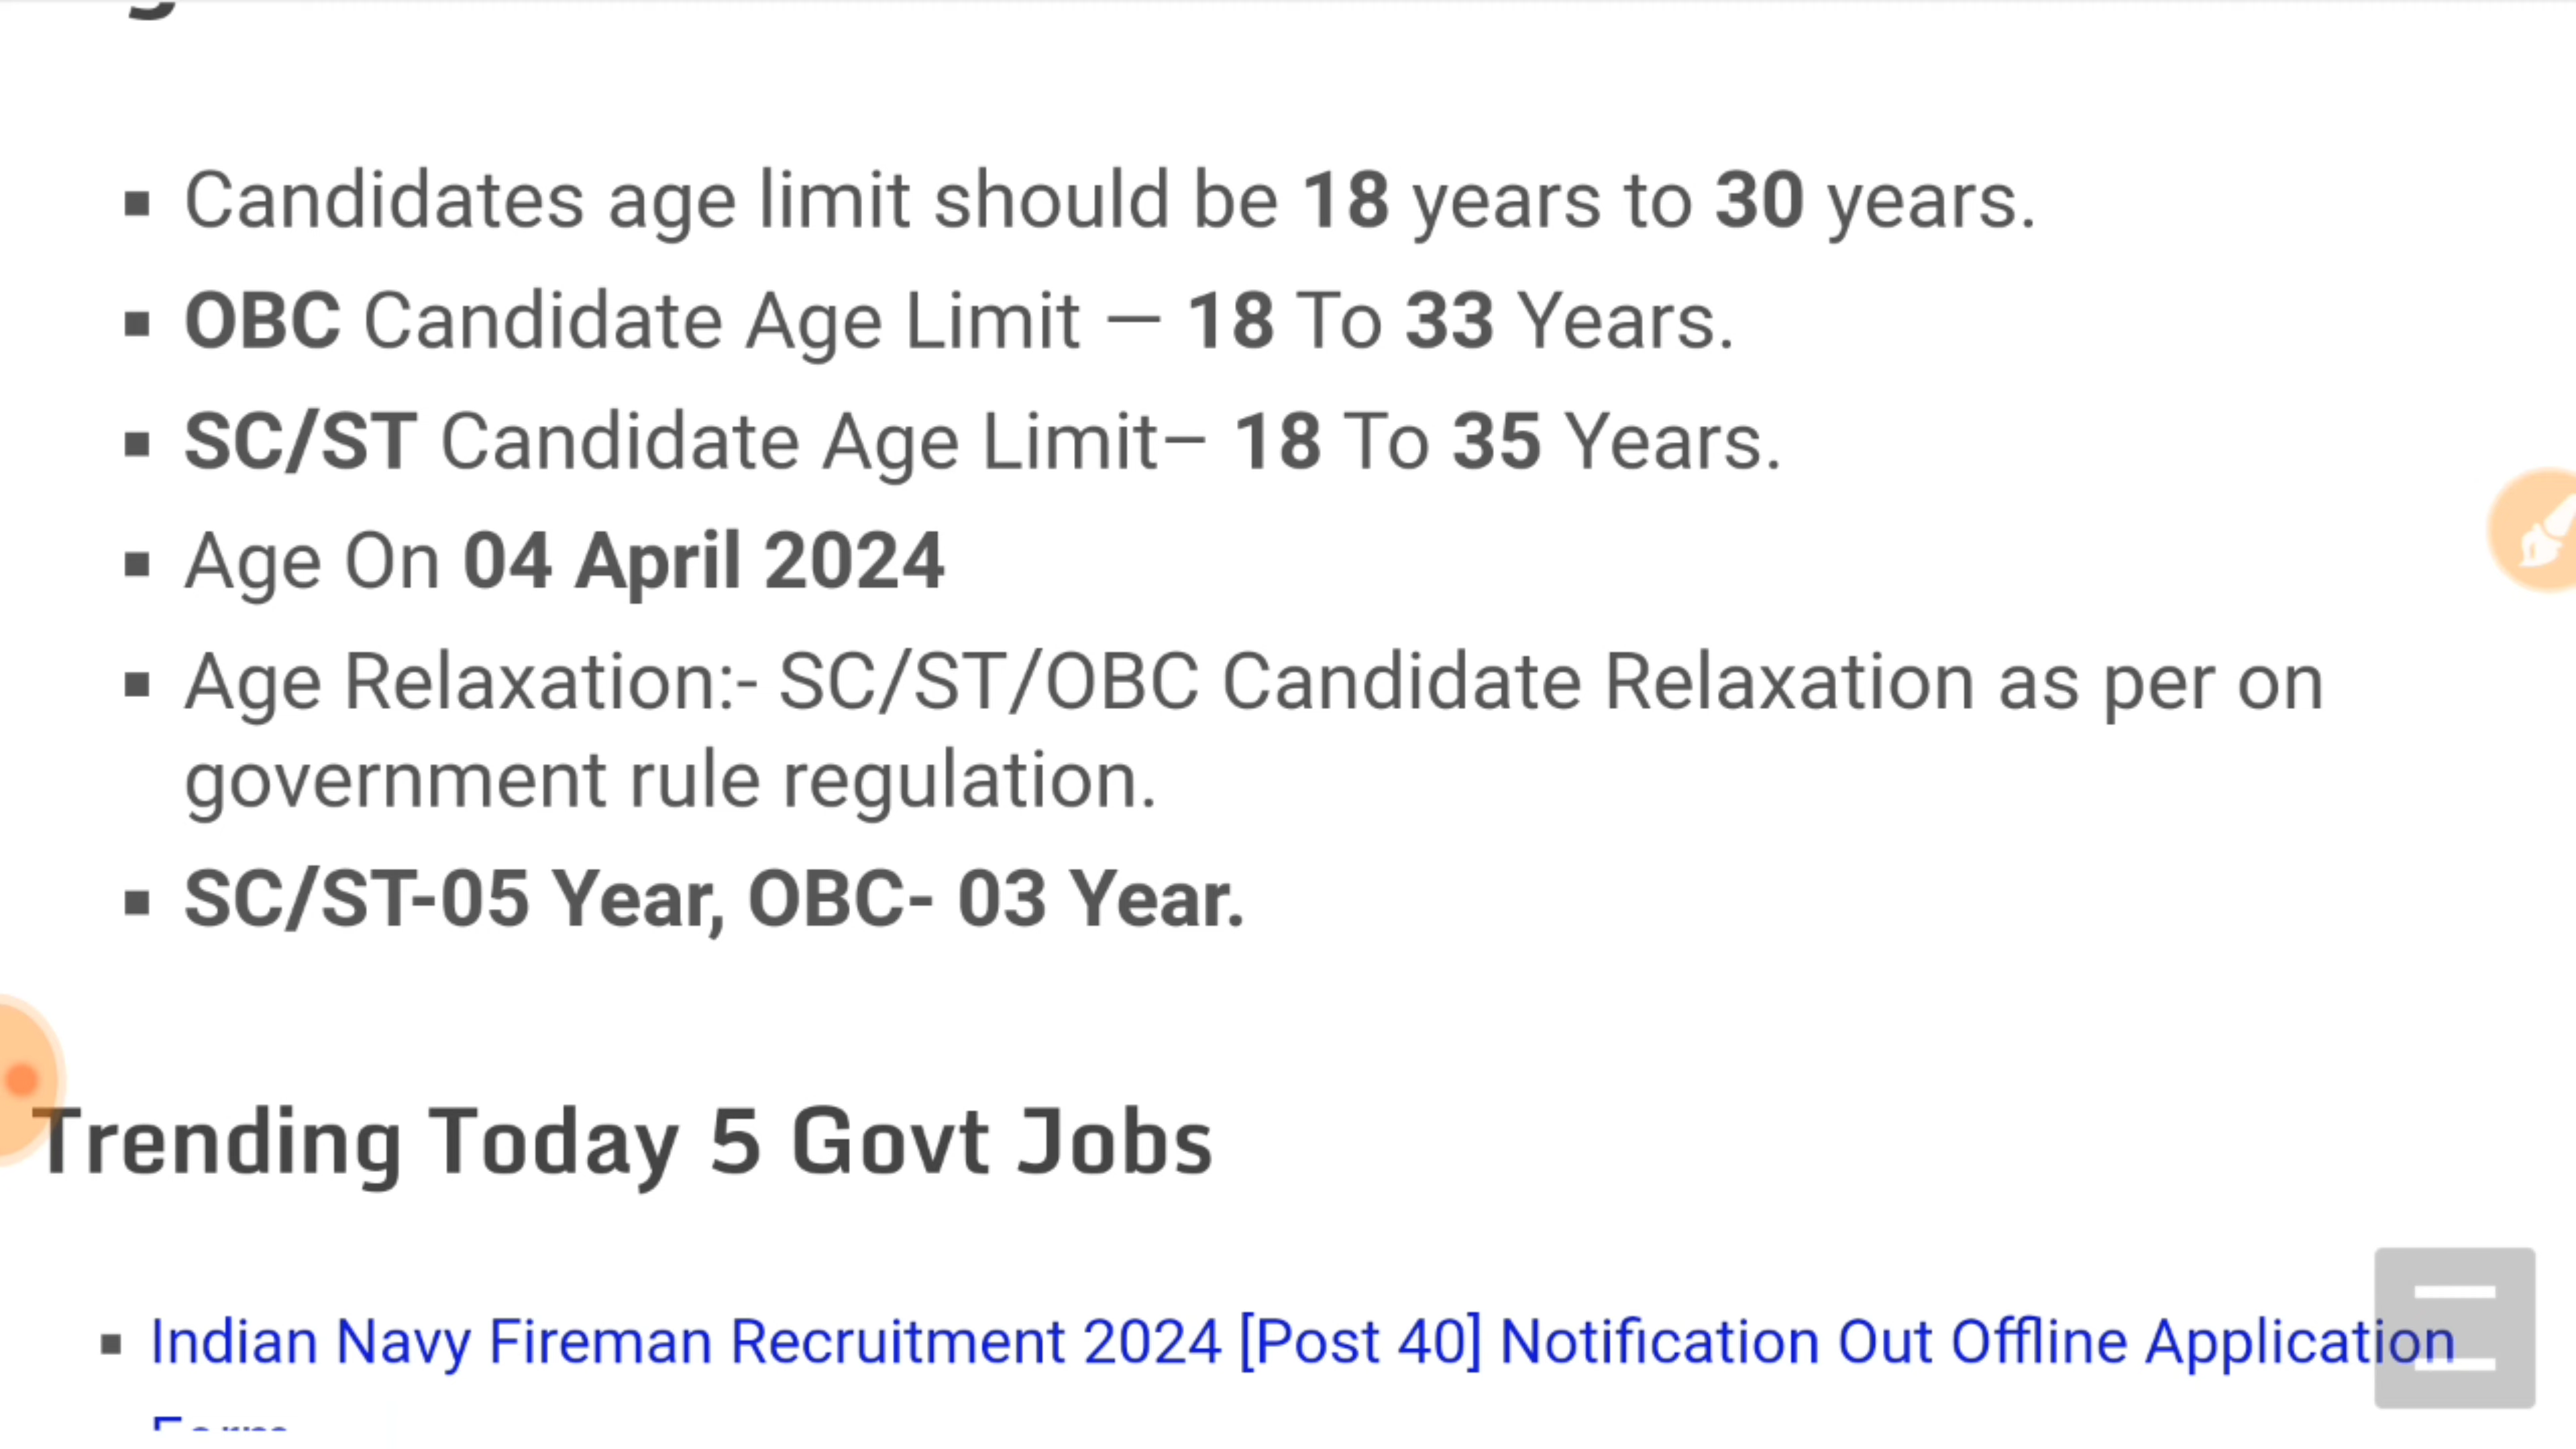 Candidates age limit should be 18 years to 30 years.
OBC Candidate Age Limit — 18 To 33 Years.
SC/ST Candidate Age Limit– 18 To 35 Years.
Age On 04 April 2024
Age Relaxation:- SC/ST/OBC Candidate Relaxation as per on
government rule regulation.
SC/ST-05 Year, OBC- 03 Year.
Trending Today 5 Govt Jobs
Indian Navy Fireman Recruitment 2024 [Post 40] Notification Out Offline Application